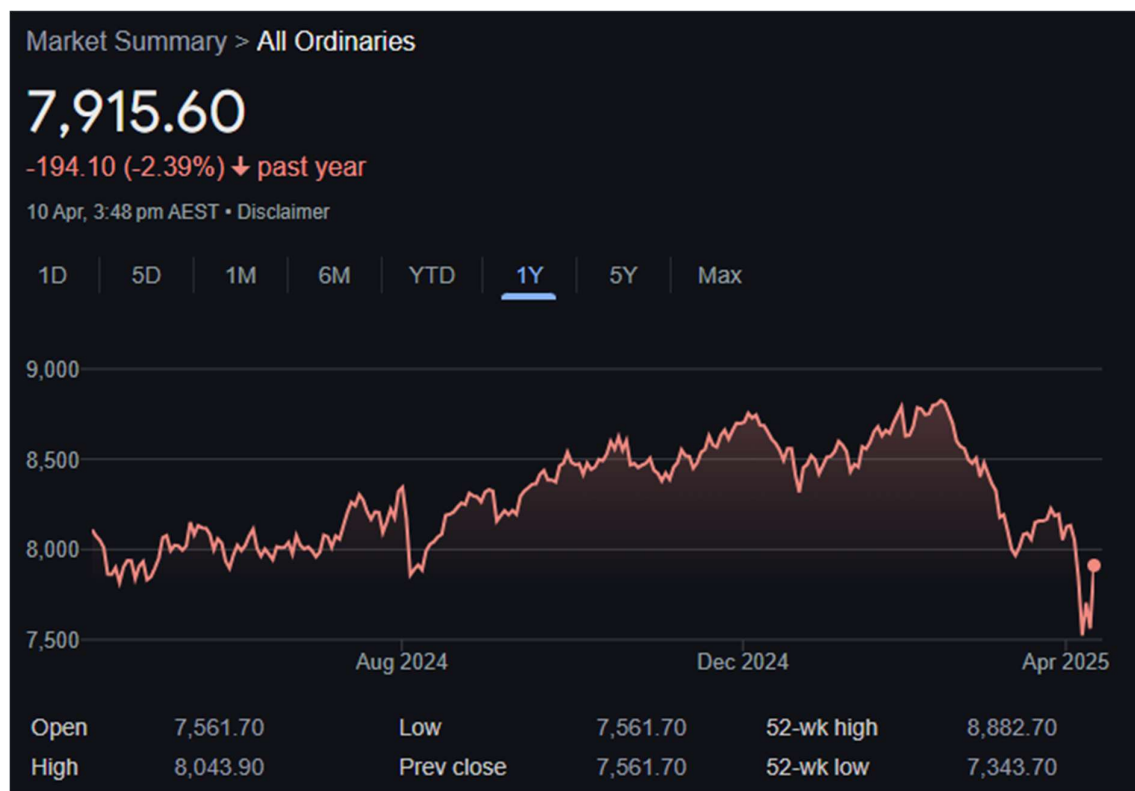 Market Summary > All Ordinaries
7,915.60
-194.10 (-2.39%) ↓ past year
10 Apr, 3:48 pm AEST • Disclaimer
1D 5D 1M 6M YTD 1Y 5Y Max
9,000
8,500
8,000
7,500
Aug 2024 Dec 2024 Apr 2025
Open 7,561.70 Low 7,561.70 52-wk high 8,882.70
High 8,043.90 Prev close 7,561.70 52-wk low 7,343.70